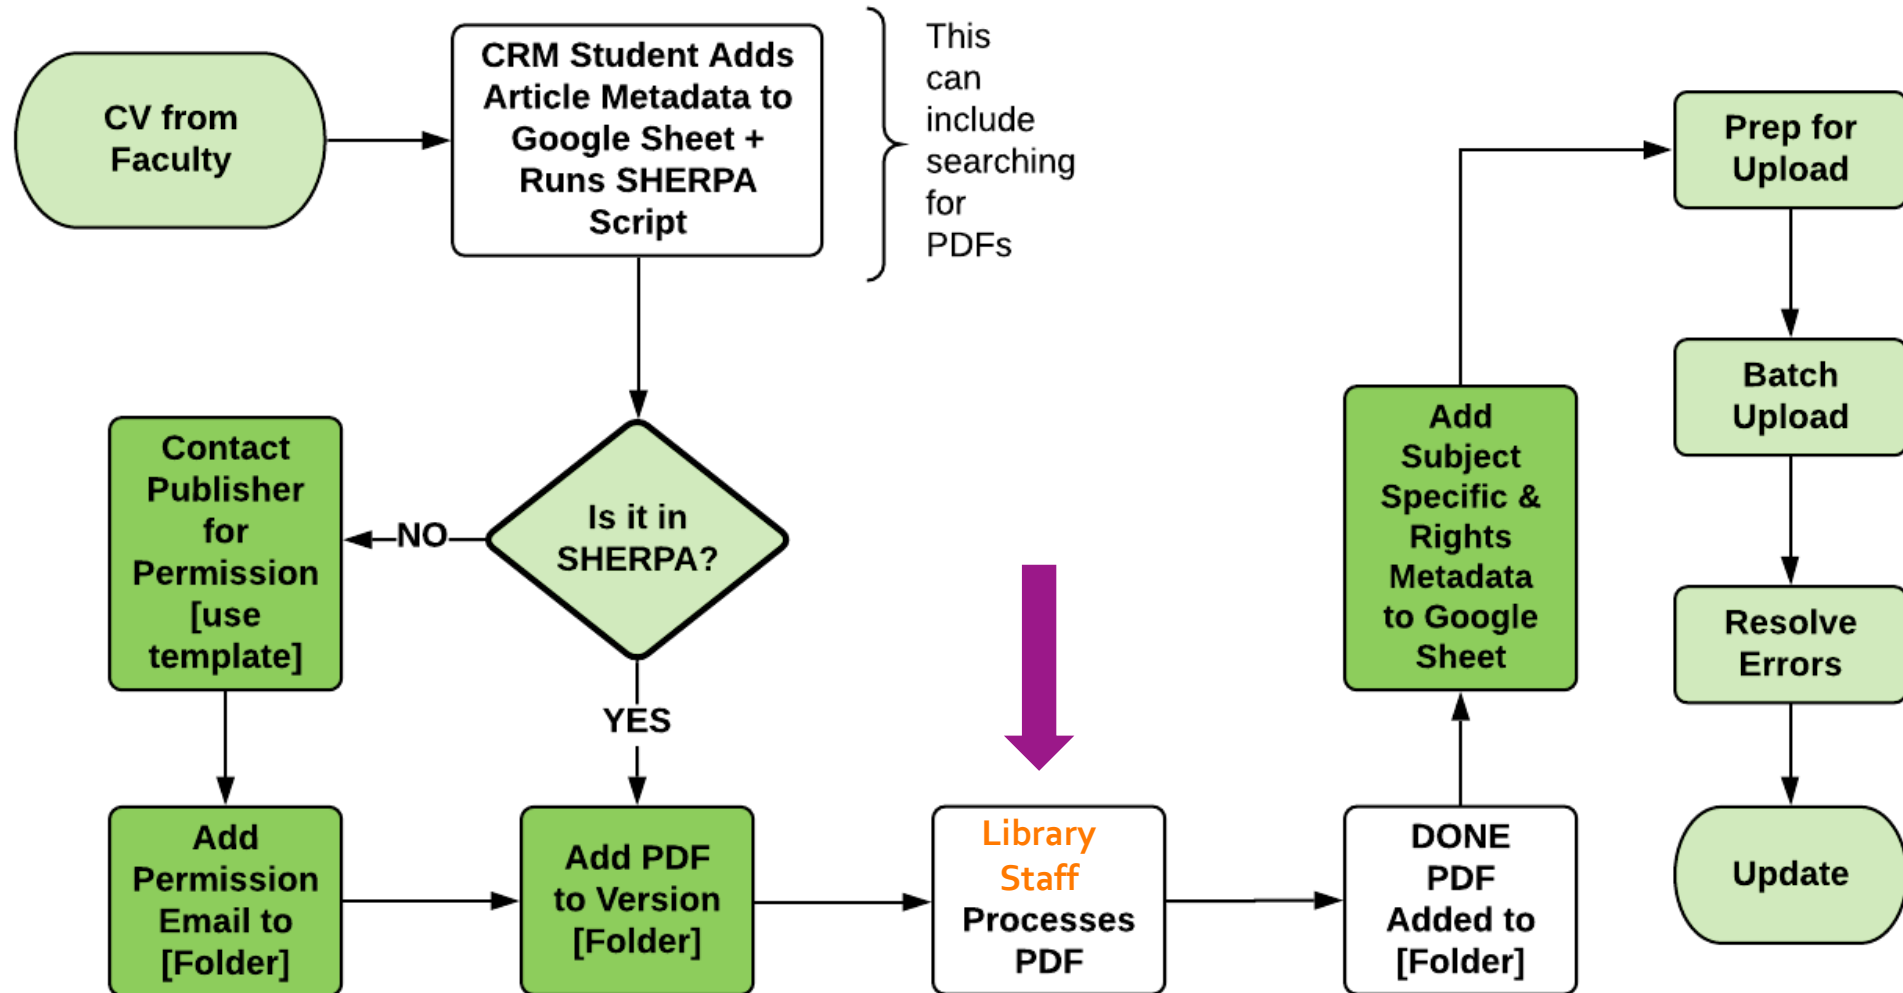 CV from
Faculty
CRM Student Adds
Article Metadata to
Google Sheet +
Runs SHERPA
Script
This
can
include
searching
for
PDFs
Is it in
SHERPA?
NO
YES
Contact
Publisher
for
Permission
[use
template]
Add
Permission
Email to
[Folder]
Add PDF
to Version
[Folder]
Library
Staff
Processes
PDF
DONE
PDF
Added to
[Folder]
Add
Subject
Specific &
Rights
Metadata
to Google
Sheet
Prep for
Upload
Batch
Upload
Resolve
Errors
Update